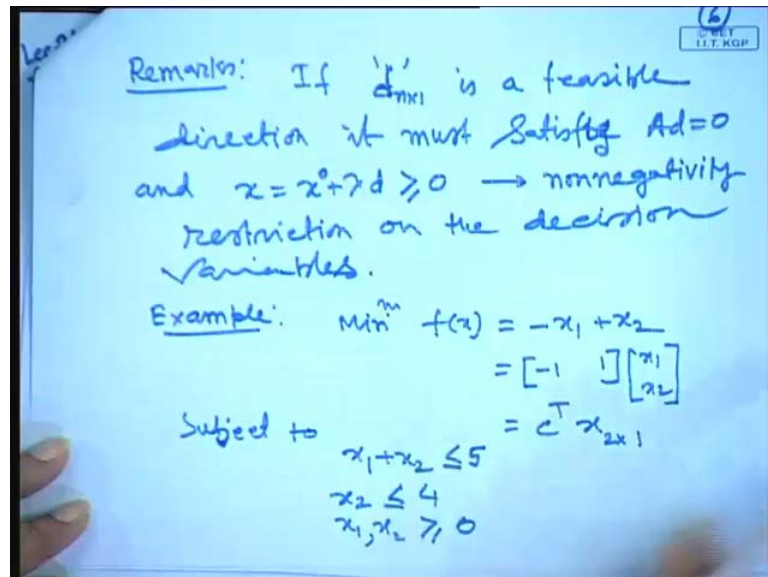 6
© CET
I.I.T. KGP
Remarks: If 'd'nx1 is a feasible
direction it must Satisfy Ad=0
and x = x⁰+λd ≥ 0 → nonnegativity
restriction on the decision
variables.
Example: Minᵐ f(x) = -x₁ + x₂
= [-1 1] [x₁ x₂]
Subject to = cᵀ x₂ₓ₁
x₁+x₂ ≤ 5
x₂ ≤ 4
x₁, x₂ ≥ 0